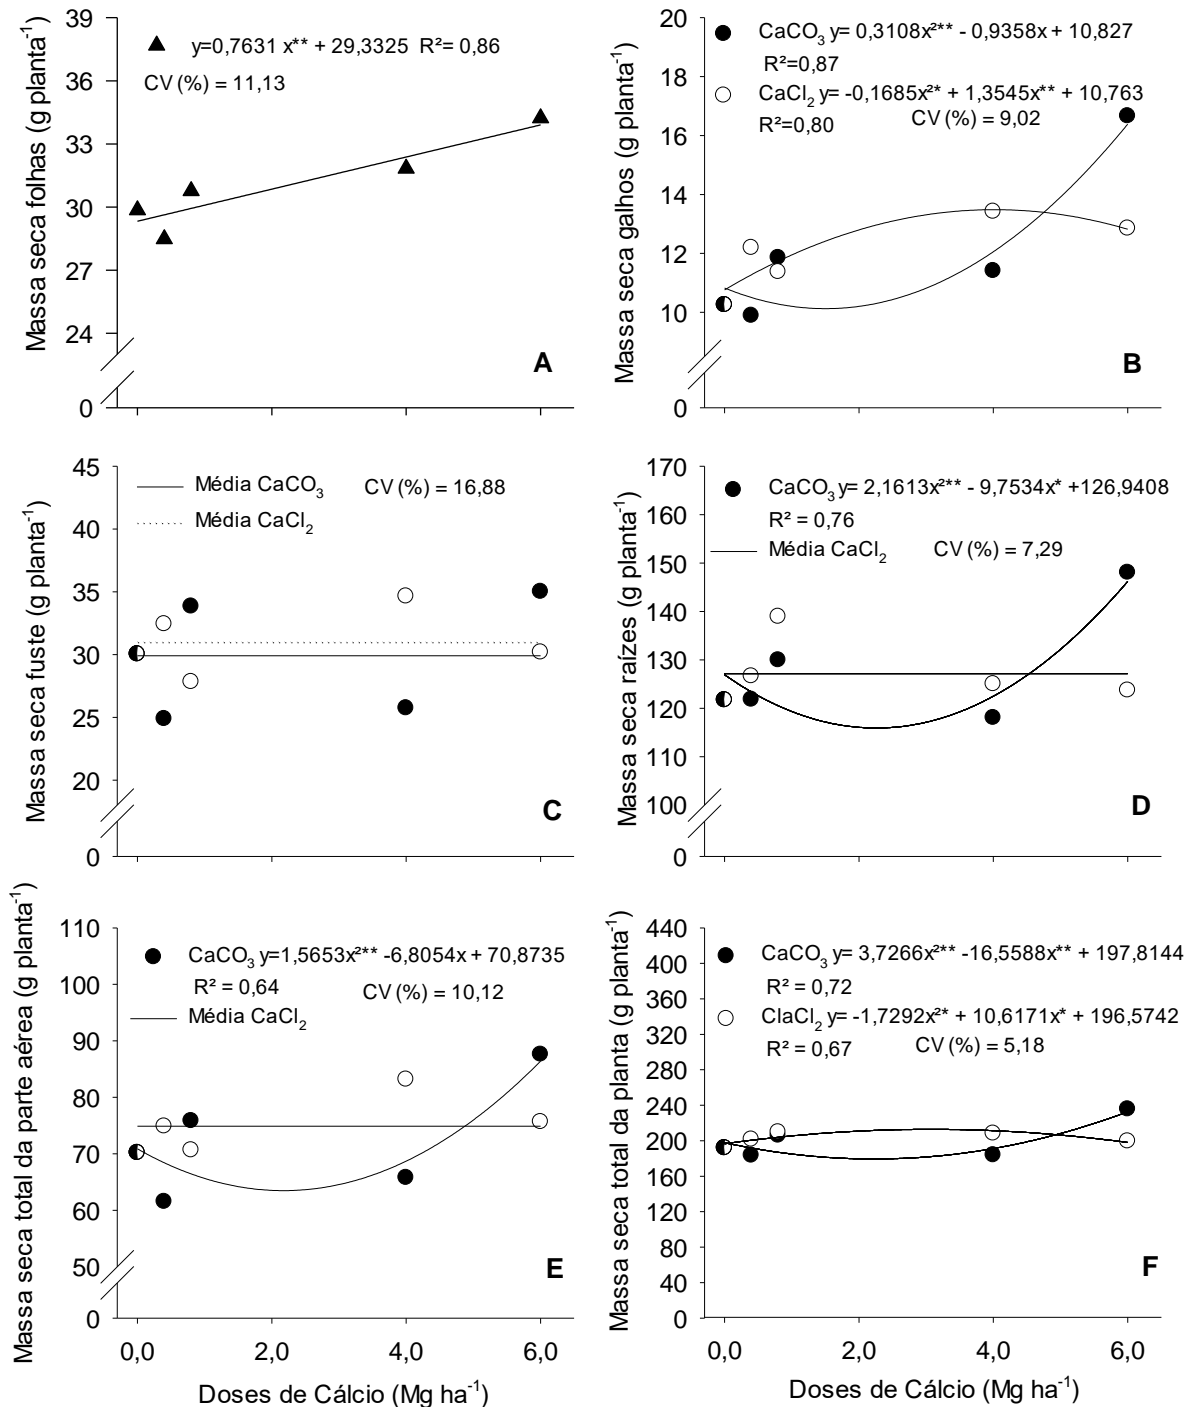 Massa seca folhas (g planta⁻¹)
39
36
33
30
27
24
0
y=0,7631 x** + 29,3325 R²= 0,86
CV (%) = 11,13
A
Massa seca galhos (g planta⁻¹)
20
18
16
14
12
10
0
CaCO₃ y= 0,3108x²** - 0,9358x + 10,827
R²=0,87
CaCl₂ y= -0,1685x²* + 1,3545x** + 10,763
R²=0,80 CV (%) = 9,02
B
Massa seca fuste (g planta⁻¹)
45
40
35
30
25
20
0
Média CaCO₃ CV (%) = 16,88
Média CaCl₂
C
Massa seca raízes (g planta⁻¹)
170
160
150
140
130
120
110
100
0
CaCO₃ y= 2,1613x²** - 9,7534x* +126,9408
R² = 0,76
Média CaCl₂ CV (%) = 7,29
D
Massa seca total da parte aérea (g planta⁻¹)
110
100
90
80
70
60
50
0
CaCO₃ y=1,5653x²** -6,8054x + 70,8735
R² = 0,64 CV (%) = 10,12
Média CaCl₂
E
0,0 2,0 4,0 6,0
Doses de Cálcio (Mg ha⁻¹)
Massa seca total da planta (g planta⁻¹)
440
400
360
320
280
240
200
160
120
80
40
0
CaCO₃ y= 3,7266x²** -16,5588x** + 197,8144
R² = 0,72
ClaCl₂ y= -1,7292x²* + 10,6171x* + 196,5742
R² = 0,67 CV (%) = 5,18
F
0,0 2,0 4,0 6,0
Doses de Cálcio (Mg ha⁻¹)